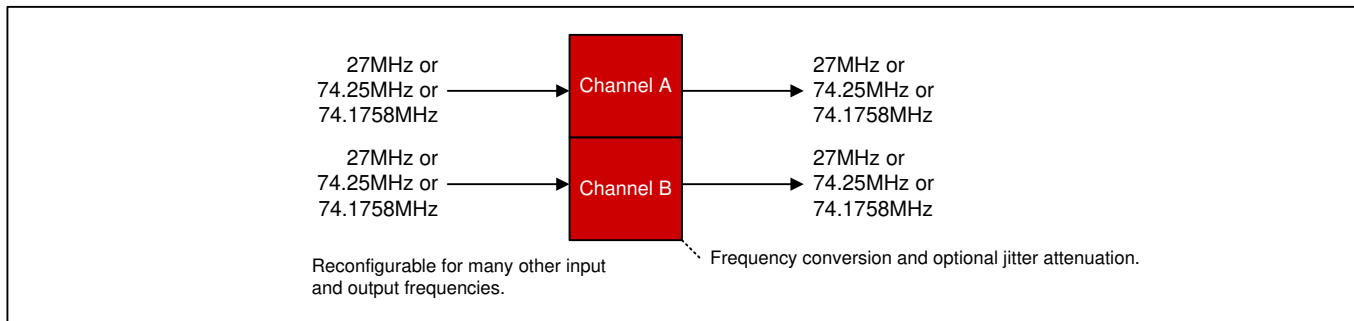 27MHz or
74.25MHz or
74.1758MHz
Channel A
27MHz or
74.25MHz or
74.1758MHz
27MHz or
74.25MHz or
74.1758MHz
Channel B
27MHz or
74.25MHz or
74.1758MHz
Reconfigurable for many other input
and output frequencies.
Frequency conversion and optional jitter attenuation.